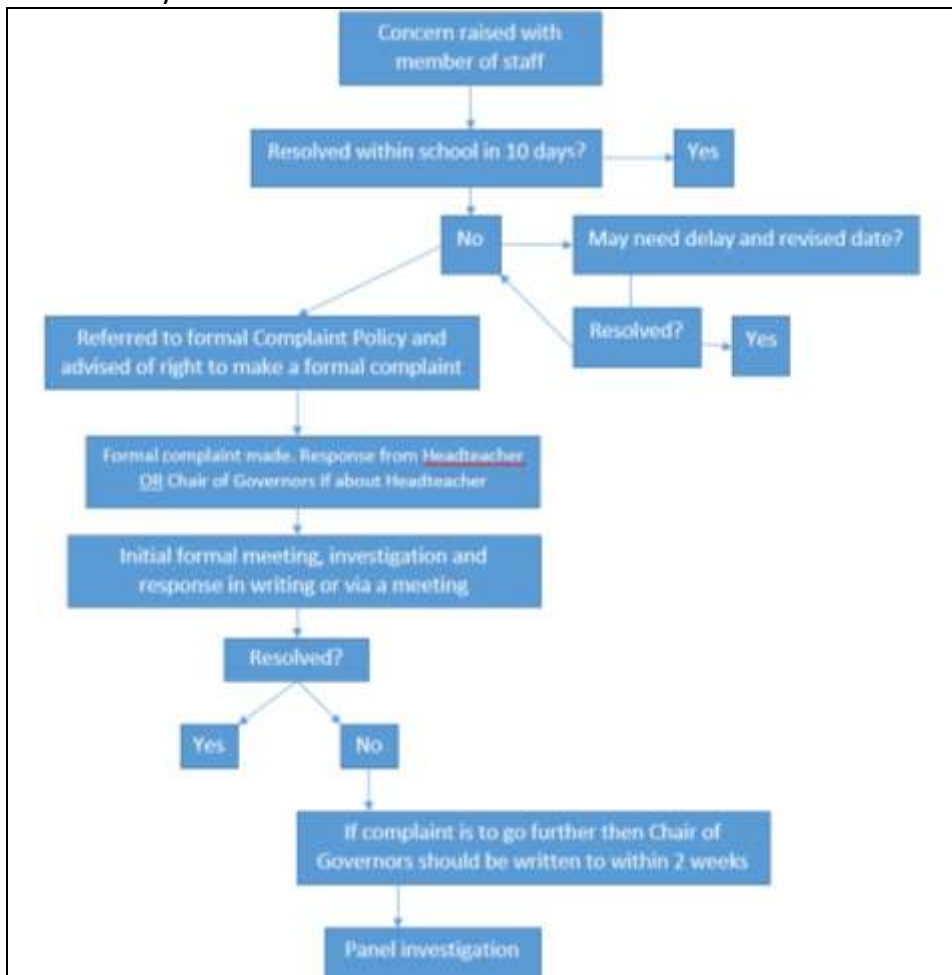 Concern raised with
member of staff
Resolved within school in 10 days?
Yes
No
May need delay and revised date?
Resolved?
Yes
Referred to formal Complaint Policy and
advised of right to make a formal complaint
Formal complaint made. Response from Headteacher
OR Chair of Governors if about Headteacher
Initial formal meeting, investigation and
response in writing or via a meeting
Resolved?
Yes
No
If complaint is to go further then Chair of
Governors should be written to within 2 weeks
Panel investigation